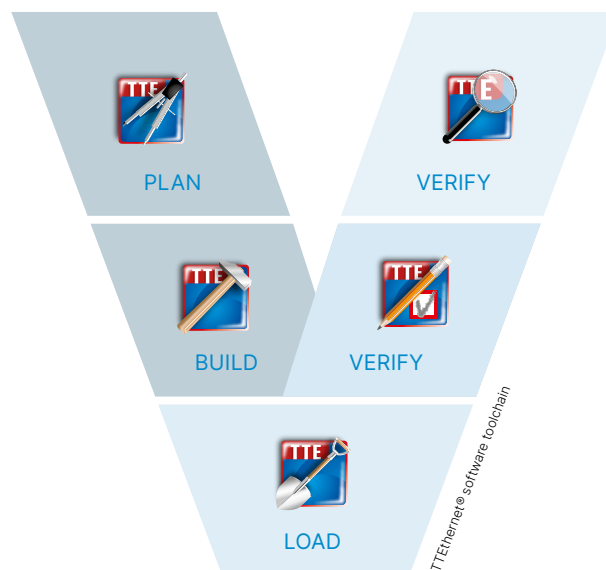 TTE
TTE
PLAN
VERIFY
TTE
TTE
BUILD
VERIFY
TTE
LOAD
TTEthernet® software toolchain